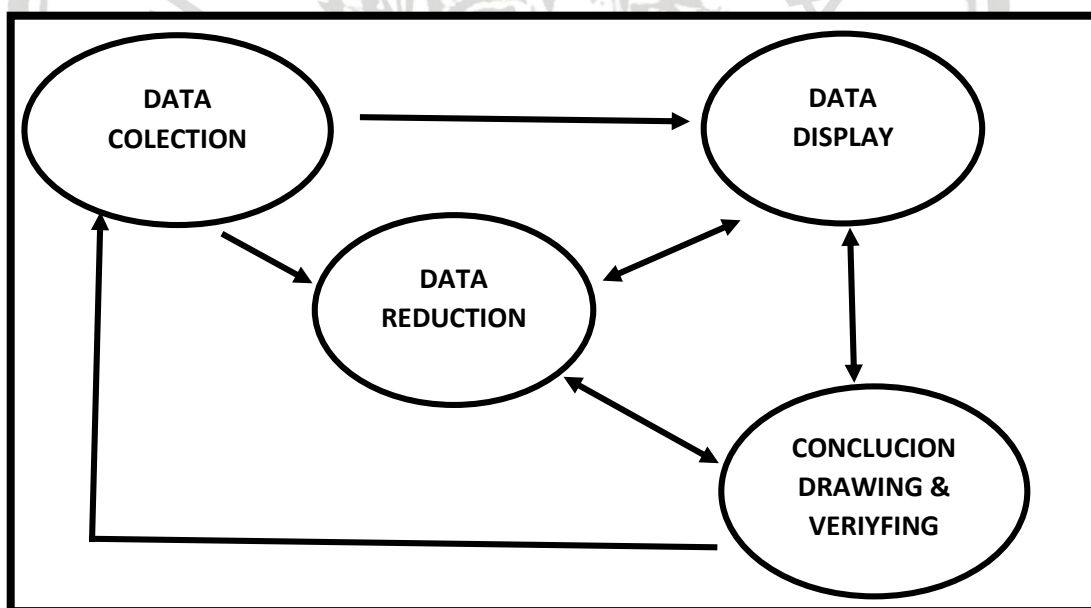 DATA
COLECTION
DATA
DISPLAY
DATA
REDUCTION
CONCLUCION
DRAWING &
VERIYFING